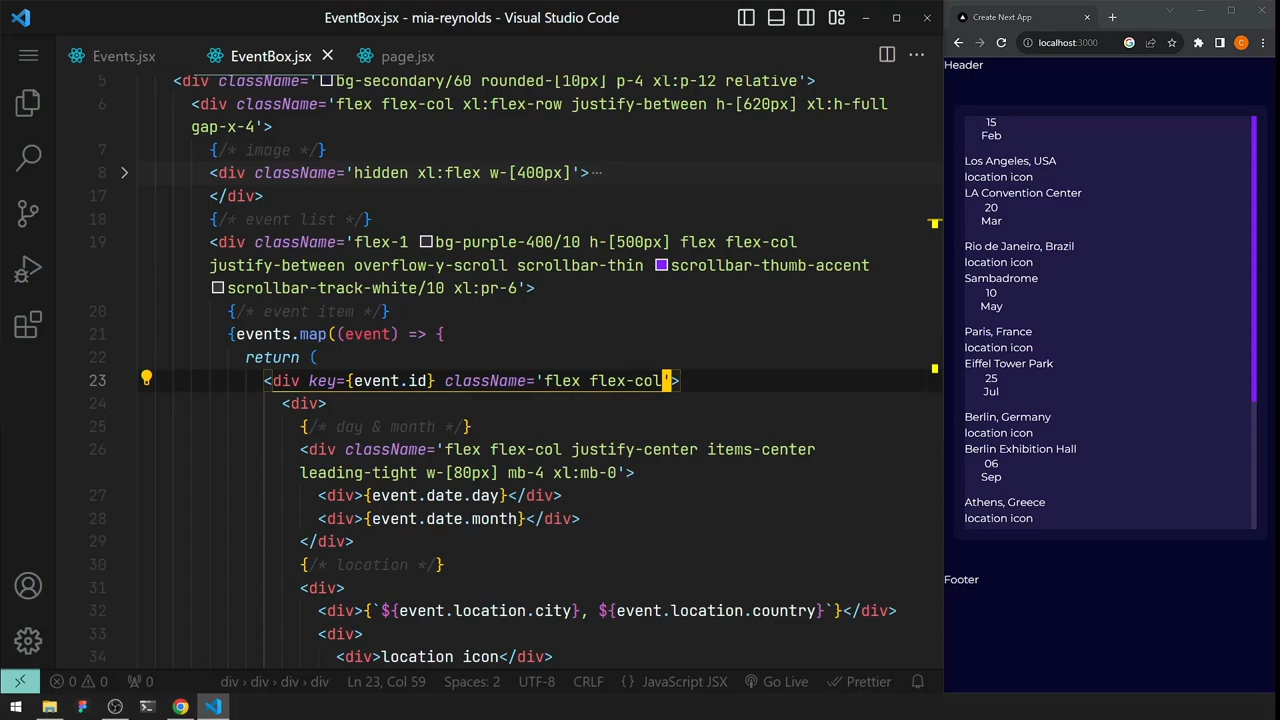 EventBox.jsx - mia-reynolds - Visual Studio Code
Events.jsx
EventBox.jsx
page.jsx
5 <div className='bg-secondary/60 rounded-[10px] p-4 xl:p-12 relative'>
6 <div className='flex flex-col xl:flex-row justify-between h-[620px] xl:h-full
gap-x-4'>
7 {/* image */}
8 <div className='hidden xl:flex w-[400px]'>…
17 </div>
18 {/* event list */}
19 <div className='flex-1 bg-purple-400/10 h-[500px] flex flex-col
justify-between overflow-y-scroll scrollbar-thin scrollbar-thumb-accent
scrollbar-track-white/10 xl:pr-6'>
20 {/* event item */}
21 {events.map((event) => {
22 return (
23 <div key={event.id} className='flex flex-col'>
24 <div>
25 {/* day & month */}
26 <div className='flex flex-col justify-center items-center
leading-tight w-[80px] mb-4 xl:mb-0'>
27 <div>{event.date.day}</div>
28 <div>{event.date.month}</div>
29 </div>
30 {/* location */}
31 <div>
32 <div>{`${event.location.city}, ${event.location.country}`}</div>
33 <div>
34 <div>location icon</div>
0 0 0 div › div › div › div Ln 23, Col 59 Spaces: 2 UTF-8 CRLF {} JavaScript JSX Go Live Prettier
Create Next App
localhost:3000
C
Header
15
Feb
Los Angeles, USA
location icon
LA Convention Center
20
Mar
Rio de Janeiro, Brazil
location icon
Sambadrome
10
May
Paris, France
location icon
Eiffel Tower Park
25
Jul
Berlin, Germany
location icon
Berlin Exhibition Hall
06
Sep
Athens, Greece
location icon
Footer